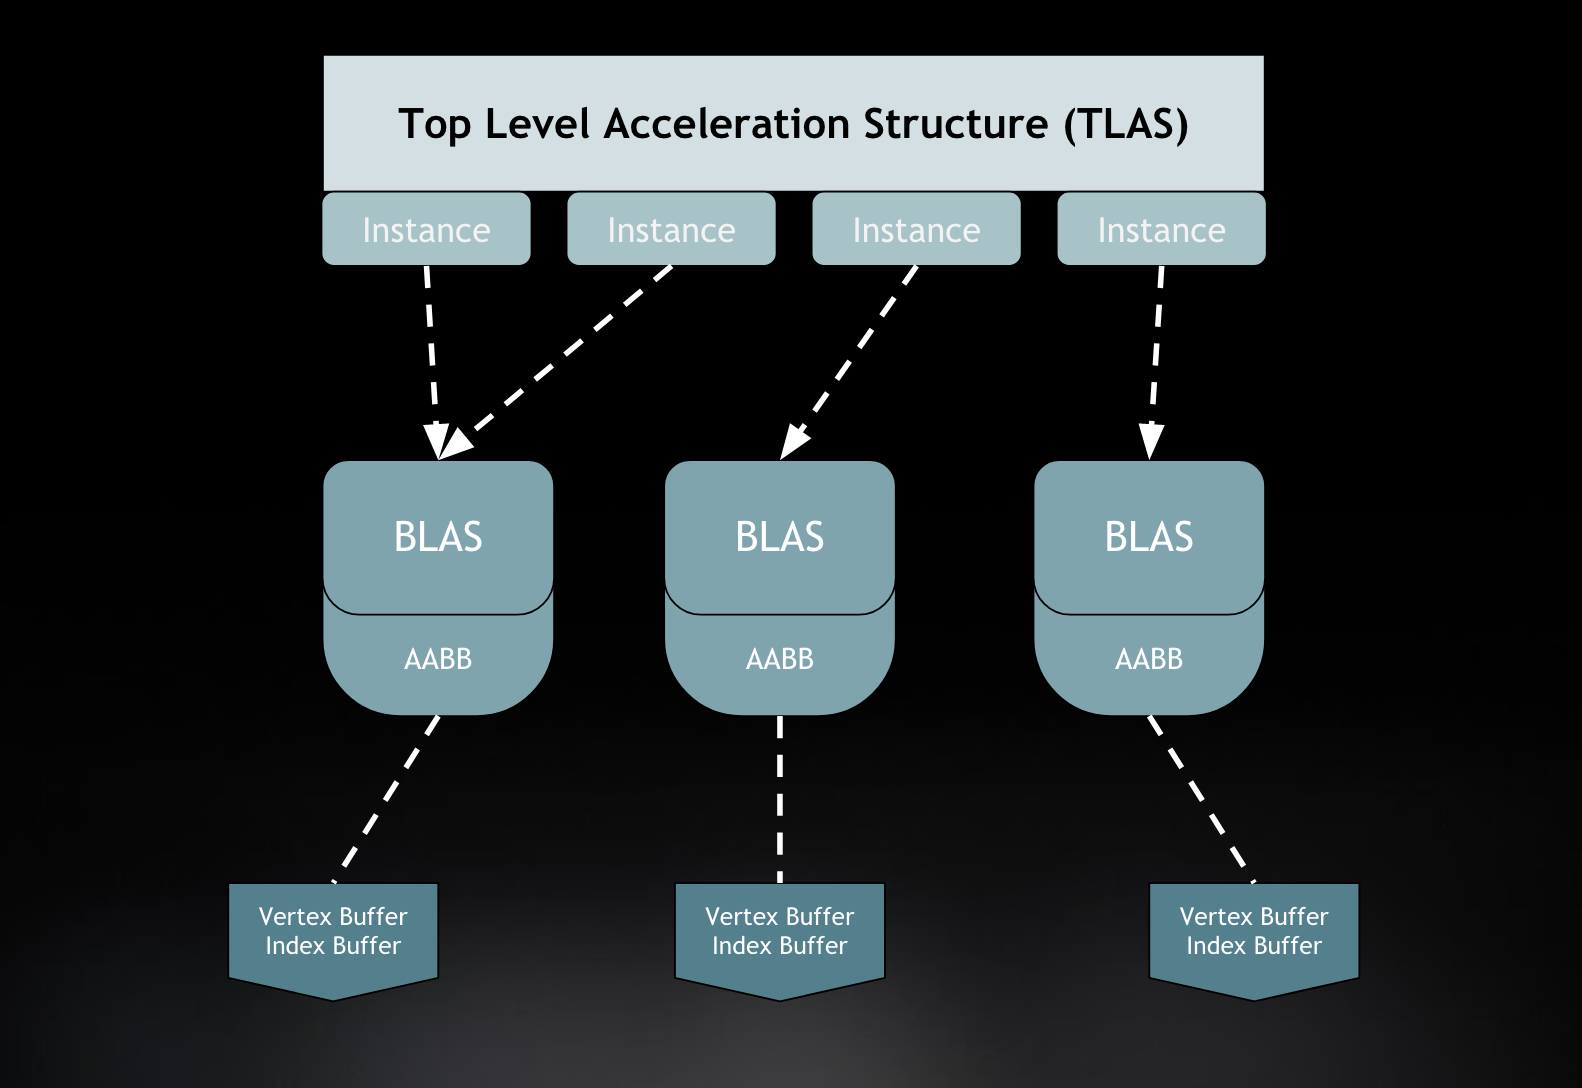 Top Level Acceleration Structure (TLAS)
Instance
Instance
Instance
Instance
BLAS
BLAS
BLAS
AABB
AABB
AABB
Vertex Buffer
Index Buffer
Vertex Buffer
Index Buffer
Vertex Buffer
Index Buffer